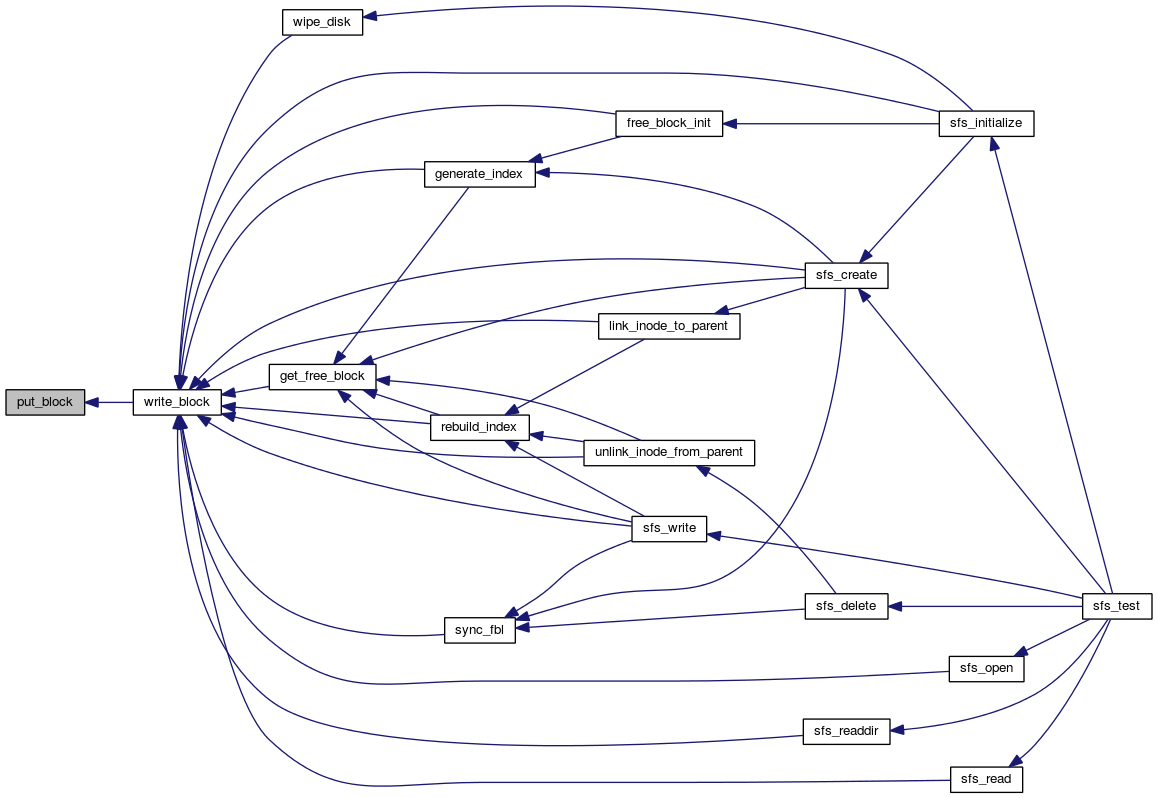 wipe_disk
free_block_init
sfs_initialize
generate_index
sfs_create
link_inode_to_parent
get_free_block
put_block
write_block
rebuild_index
unlink_inode_from_parent
sfs_write
sfs_delete
sfs_test
sync_fbl
sfs_open
sfs_readdir
sfs_read